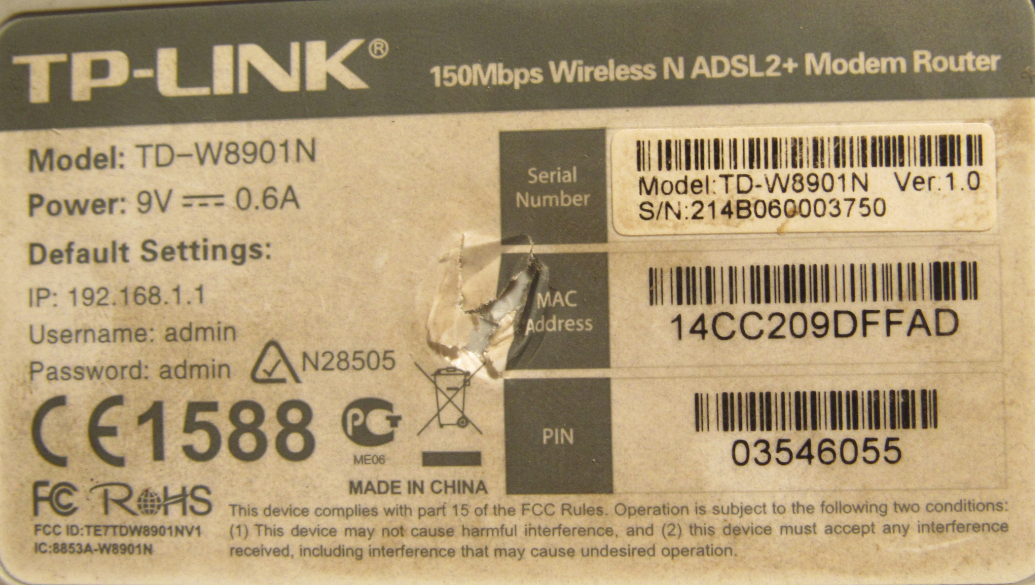 TP-LINK®
150Mbps Wireless N ADSL2+ Modem Router
Model: TD-W8901N
Power: 9V 0.6A
Default Settings:
IP: 192.168.1.1
Username: admin
Password: admin
N28505
CE1588
PCT
ME06
MADE IN CHINA
FC RoHS
FCC ID:TE7TDW8901NV1
IC:8853A-W8901N
Serial
Number
Model:TD-W8901N Ver:1.0
S/N:214B060003750
MAC
Address
14CC209DFFAD
PIN
03546055
This device complies with part 15 of the FCC Rules. Operation is subject to the following two conditions:
(1) This device may not cause harmful interference, and (2) this device must accept any interference
received, including interference that may cause undesired operation.